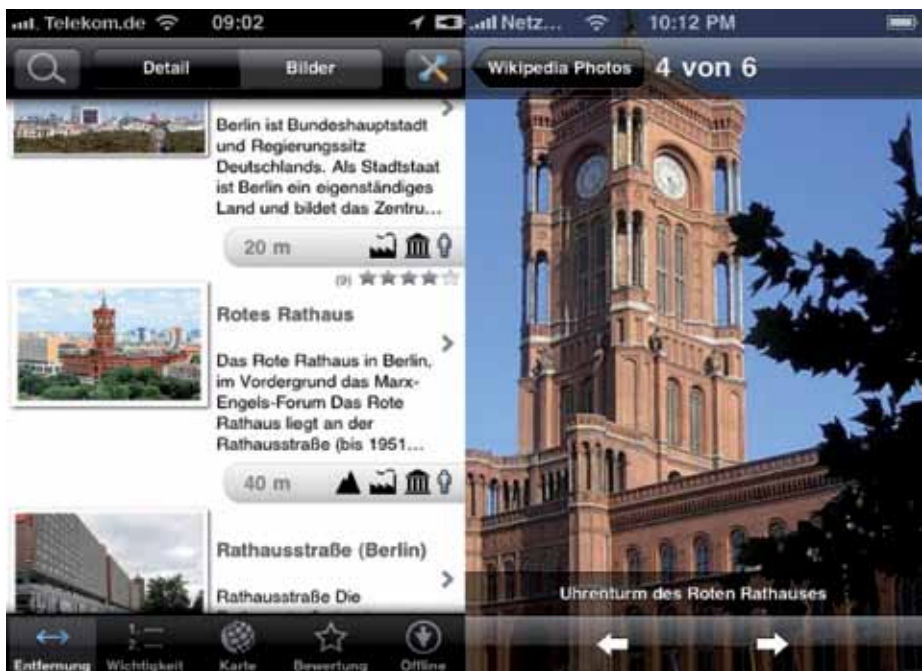 Telekom.de 09:02
Detail Bilder
Berlin ist Bundeshauptstadt
und Regierungssitz
Deutschlands. Als Stadtstaat
ist Berlin ein eigenständiges
Land und bildet das Zentru...
20 m
(9)
Rotes Rathaus
Das Rote Rathaus in Berlin,
im Vordergrund das Marx-
Engels-Forum Das Rote
Rathaus liegt an der
Rathausstraße (bis 1951...
40 m
Rathausstraße (Berlin)
Rathausstraße Die
Entfernung Wichtigkeit Karte Bewertung Offline
Netz... 10:12 PM
Wikipedia Photos 4 von 6
Uhrenturm des Roten Rathauses